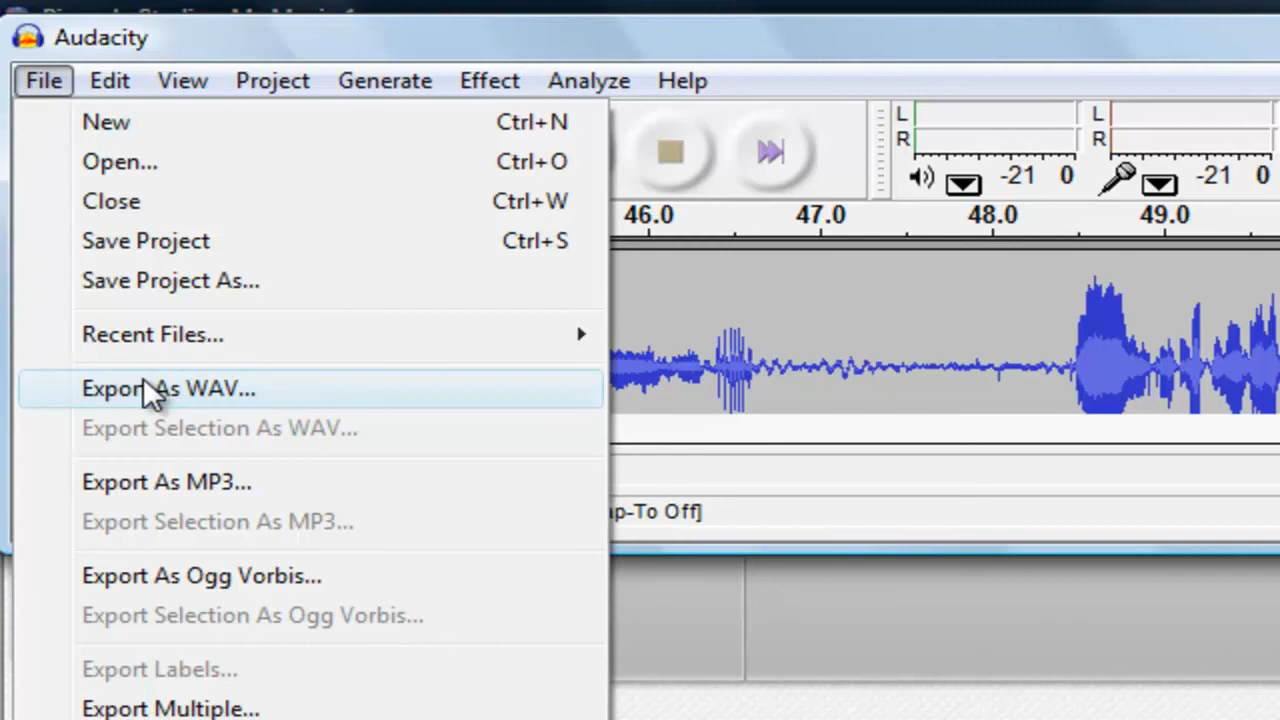 Audacity
File Edit View Project Generate Effect Analyze Help
New Ctrl+N
Open... Ctrl+O
Close Ctrl+W
Save Project Ctrl+S
Save Project As...
Recent Files...
Export As WAV...
Export Selection As WAV...
Export As MP3...
Export Selection As MP3...
Export As Ogg Vorbis...
Export Selection As Ogg Vorbis...
Export Labels...
Export Multiple...
L
R
-21 0
L
R
-21 0
46.0 47.0 48.0 49.0
p-To Off]